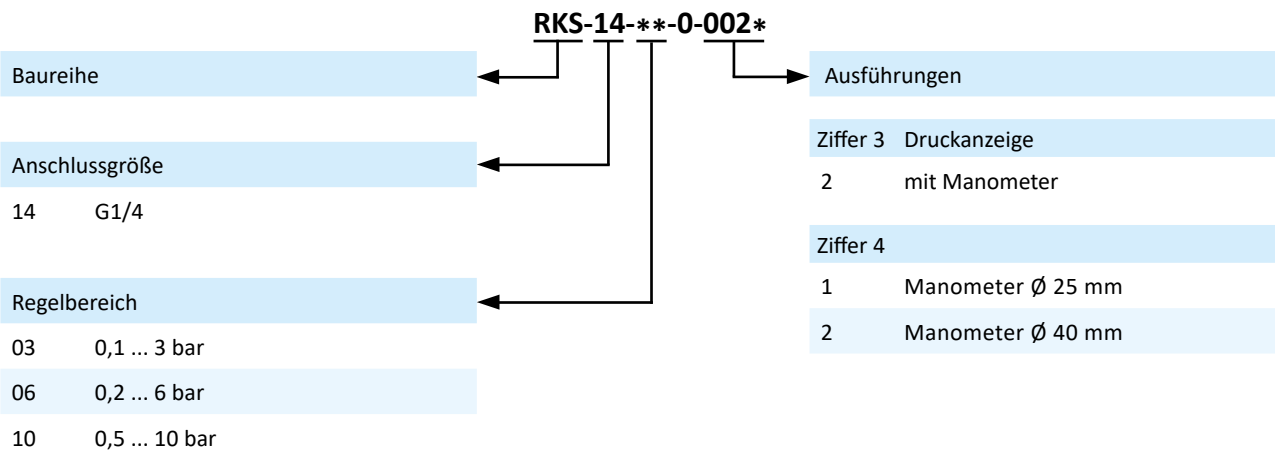 RKS-14-**-0-002*
Baureihe
Anschlussgröße
14 G1/4
Regelbereich
03 0,1 ... 3 bar
06 0,2 ... 6 bar
10 0,5 ... 10 bar
Ausführungen
Ziffer 3 Druckanzeige
2 mit Manometer
Ziffer 4
1 Manometer Ø 25 mm
2 Manometer Ø 40 mm